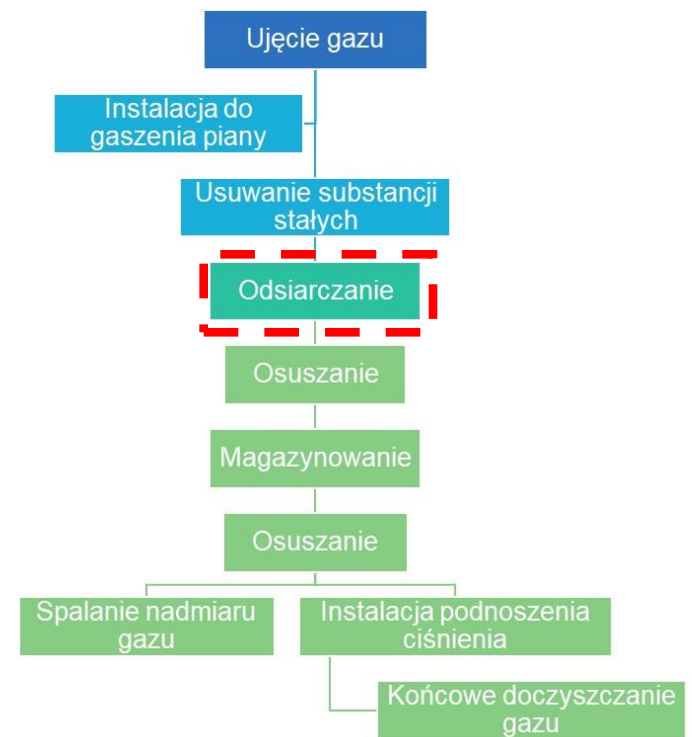 Ujęcie gazu
Instalacja do
gaszenia piany
Usuwanie substancji
stałych
Odsiarczanie
Osuszanie
Magazynowanie
Osuszanie
Spalanie nadmiaru
gazu
Instalacja podnoszenia
ciśnienia
Końcowe doczyszczanie
gazu